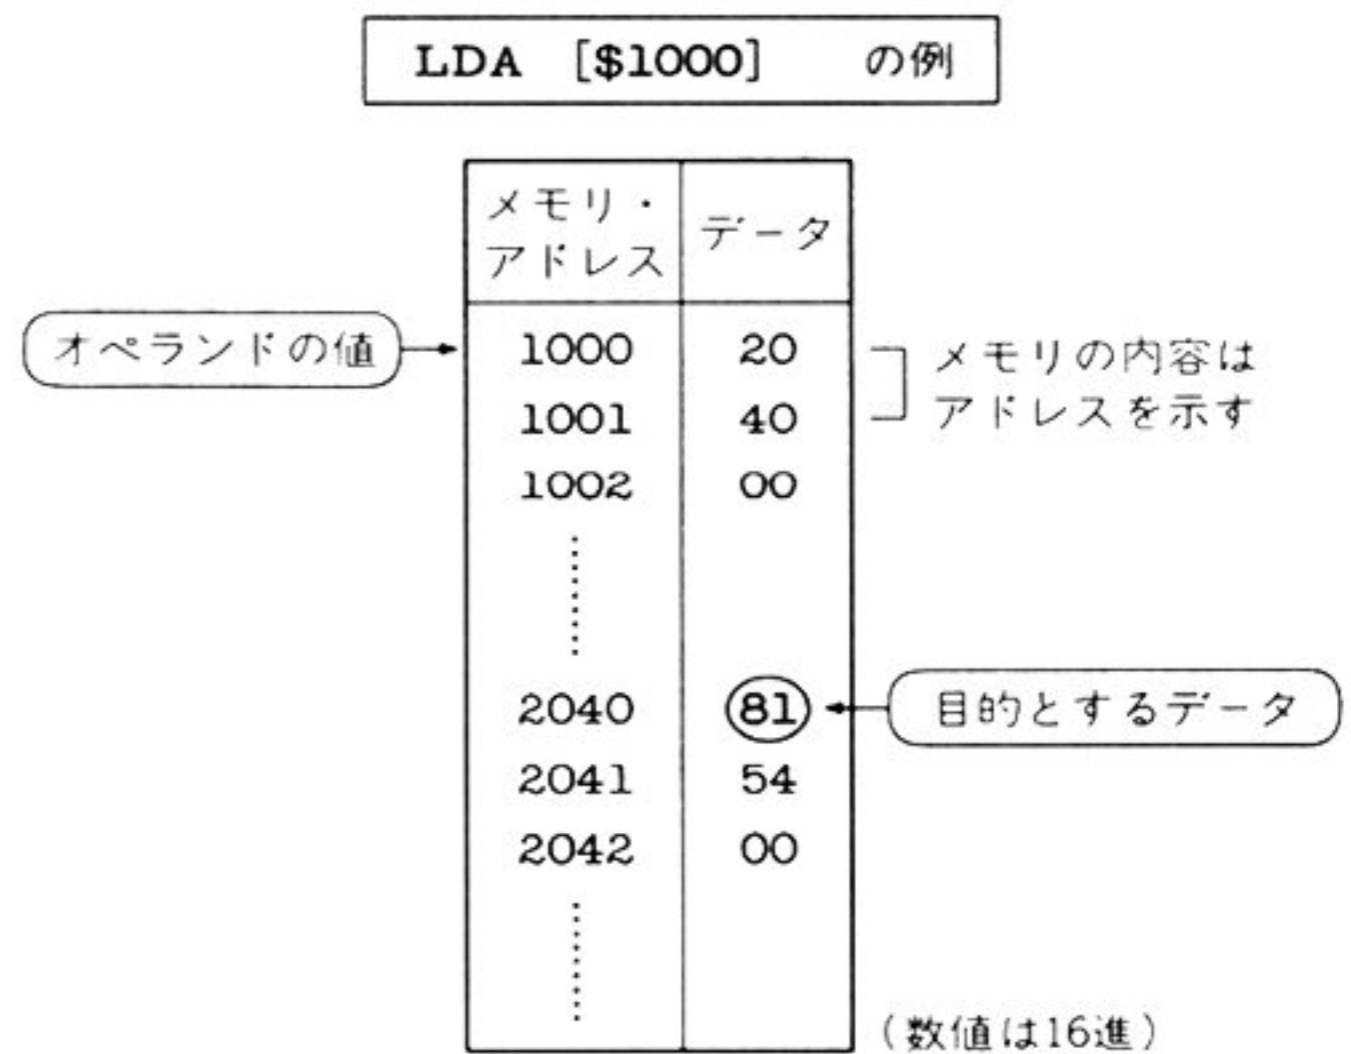 LDA [$1000] の例
メモリ・
アドレス
データ
オペランドの値
1000 20
1001 40
1002 00
メモリの内容は
アドレスを示す
2040 81
目的とするデータ
2041 54
2042 00
(数値は16進)